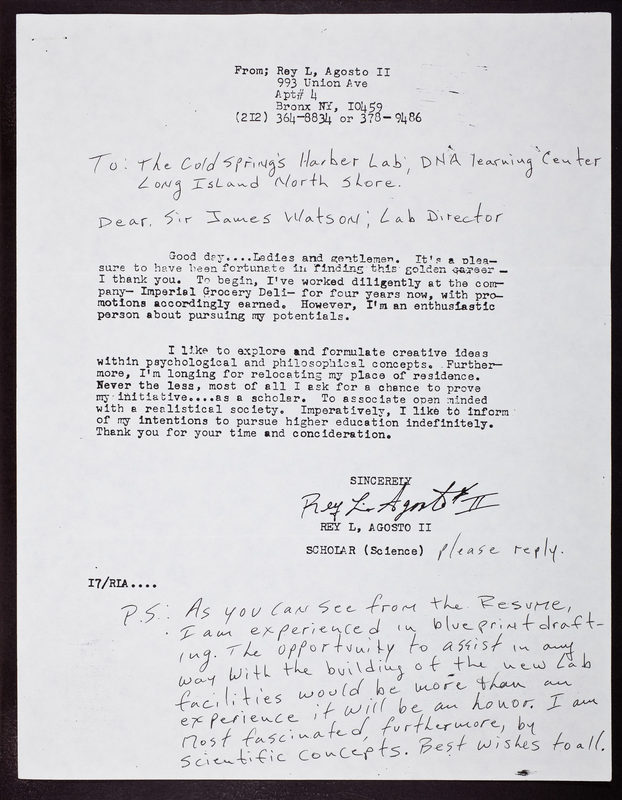 From; Rey L, Agosto II
993 Union Ave
Apt# 4
Bronx NY, I0459
(2I2) 364-8834 or 378-9486
To: The Cold Spring's Harbor Lab, DNA learning "Center
Long Island North Shore.
Dear. Sir James Watson; Lab Director
Good day....Ladies and gentlemen. It's a plea-
sure to have been fortunate in finding this golden career -
I thank you. To begin, I've worked diligently at the com-
pany- Imperial Grocery Deli- for four years now, with pro-
motions accordingly earned. However, I'm an enthusiastic
person about pursuing my potentials.
I like to explore and formulate creative ideas
within psychological and philosophical concepts. Further-
more, I'm longing for relocating my place of residence.
Never the less, most of all I ask for a chance to prove
my initiative....as a scholar. To associate open minded
with a realistical society. Imperatively, I like to inform
of my intentions to pursue higher education indefinitely.
Thank you for your time and concideration.
SINCERELY
Rey L. Agosto II
REY L, AGOSTO II
SCHOLAR (Science) please reply.
I7/RLA....
P.S.: As you can see from the Resume,
I am experienced in blueprint draft-
ing. The opportunity to assist in any
way with the building of the new Lab
facilities would be more than an
experience it will be an honor. I am
Most fascinated, furthermore, by
scientific concepts. Best wishes to all.